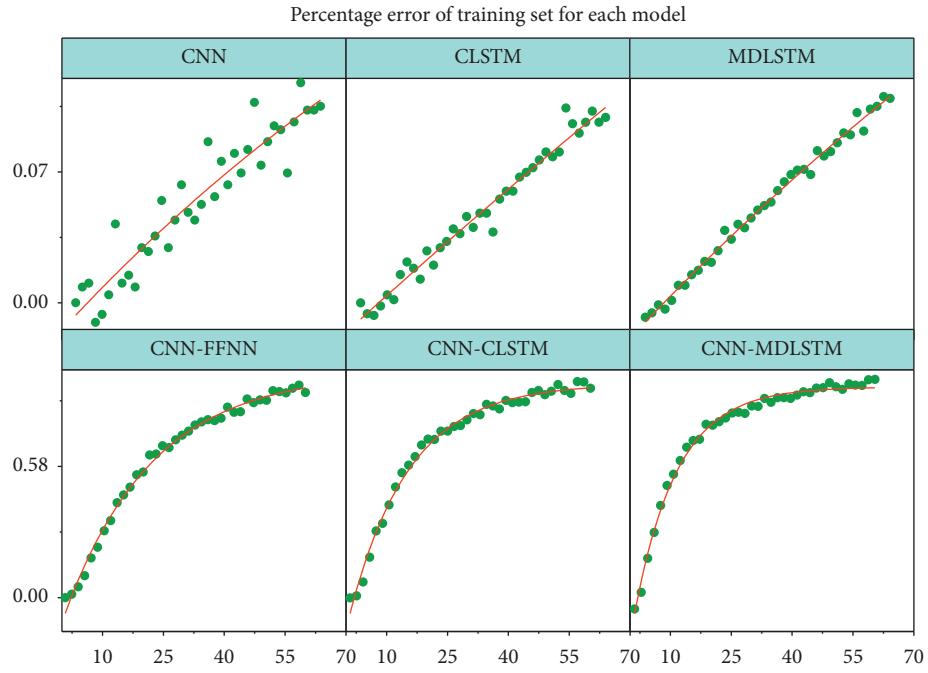 Percentage error of training set for each model
CNN CLSTM MDLSTM
0.07
0.00
CNN-FFNN CNN-CLSTM CNN-MDLSTM
0.58
0.00
10 25 40 55 70 10 25 40 55 70 10 25 40 55 70